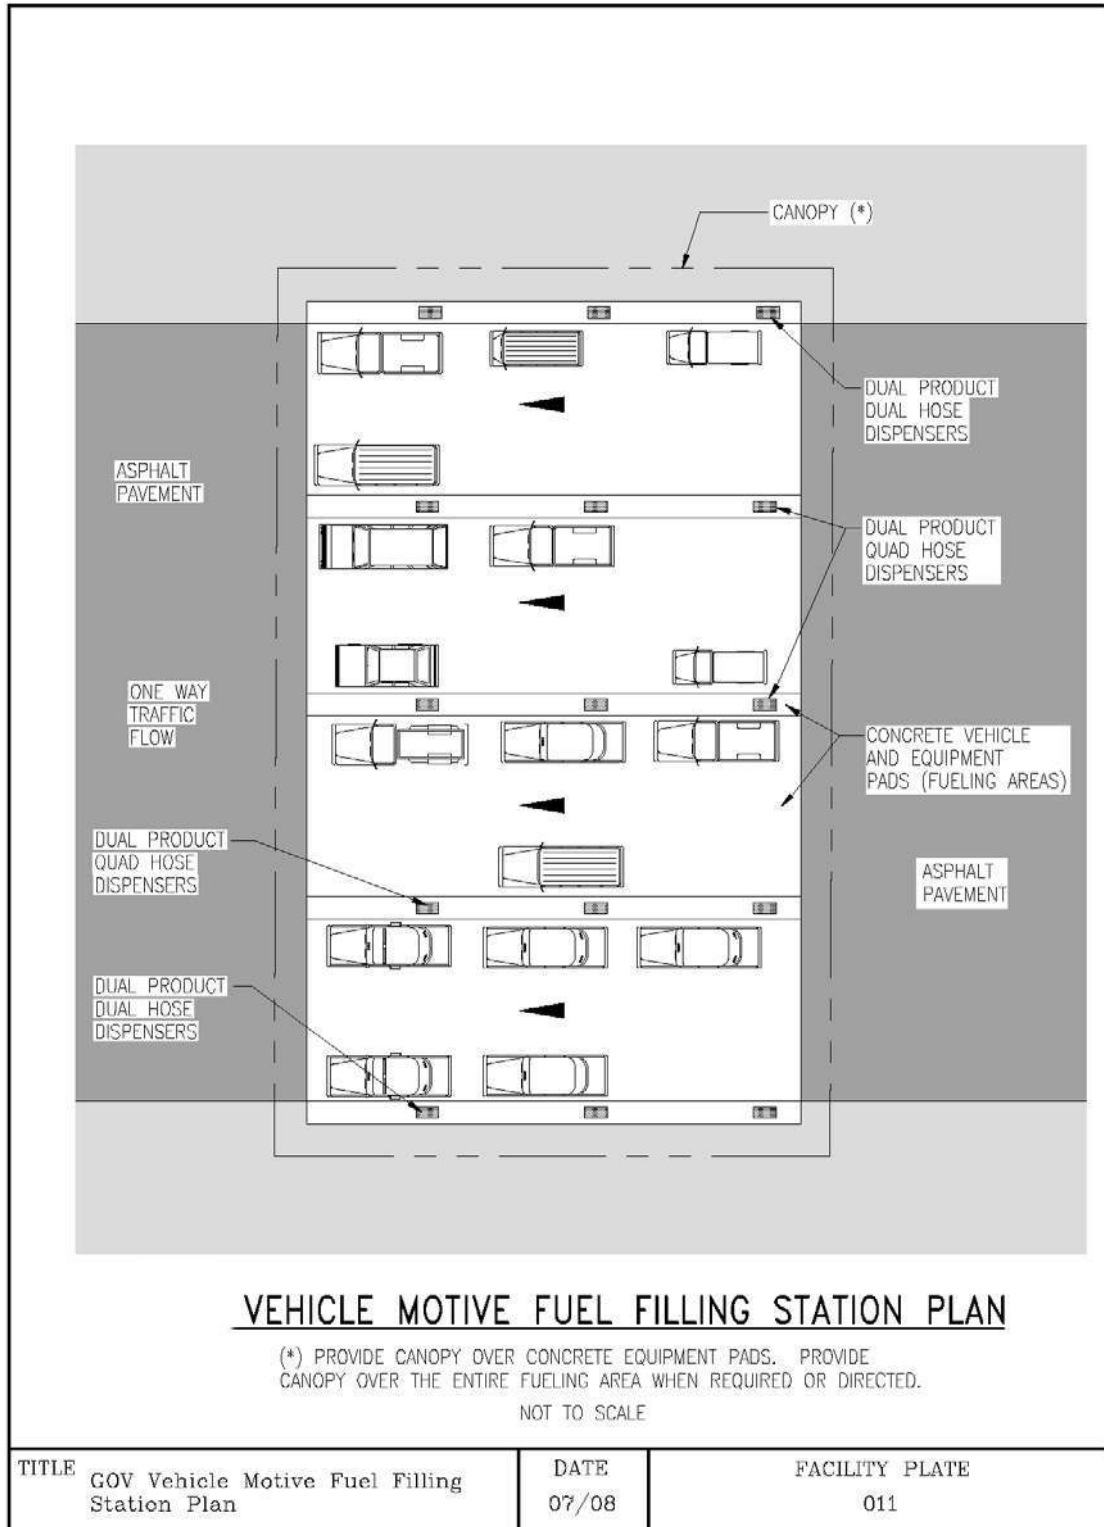 CANOPY (*)
DUAL PRODUCT
DUAL HOSE
DISPENSERS
ASPHALT
PAVEMENT
DUAL PRODUCT
QUAD HOSE
DISPENSERS
ONE WAY
TRAFFIC
FLOW
CONCRETE VEHICLE
AND EQUIPMENT
PADS (FUELING AREAS)
DUAL PRODUCT
QUAD HOSE
DISPENSERS
ASPHALT
PAVEMENT
DUAL PRODUCT
DUAL HOSE
DISPENSERS
VEHICLE MOTIVE FUEL FILLING STATION PLAN
(*) PROVIDE CANOPY OVER CONCRETE EQUIPMENT PADS. PROVIDE
CANOPY OVER THE ENTIRE FUELING AREA WHEN REQUIRED OR DIRECTED.
NOT TO SCALE
TITLE GOV Vehicle Motive Fuel Filling
Station Plan
DATE
07/08
FACILITY PLATE
011